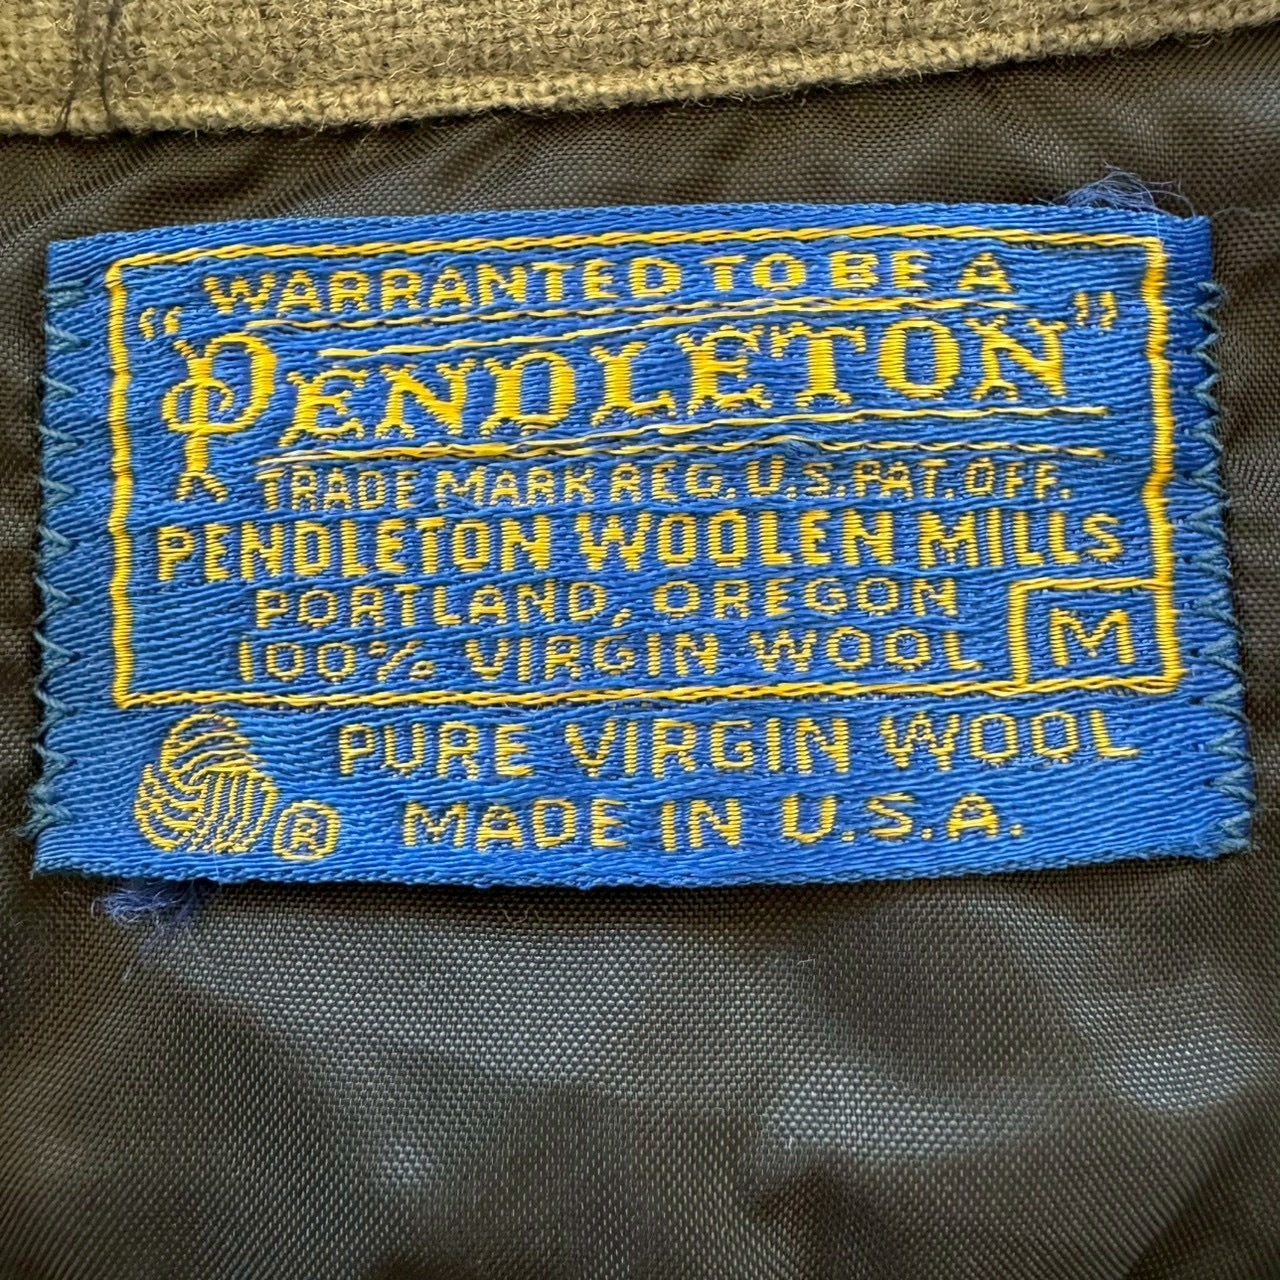 WARRANTED TO BE A
"PENDLETON"
TRADE MARK REG. U.S. PAT. OFF.
PENDLETON WOOLEN MILLS
PORTLAND, OREGON
100% VIRGIN WOOL M
PURE VIRGIN WOOL
® MADE IN U.S.A.